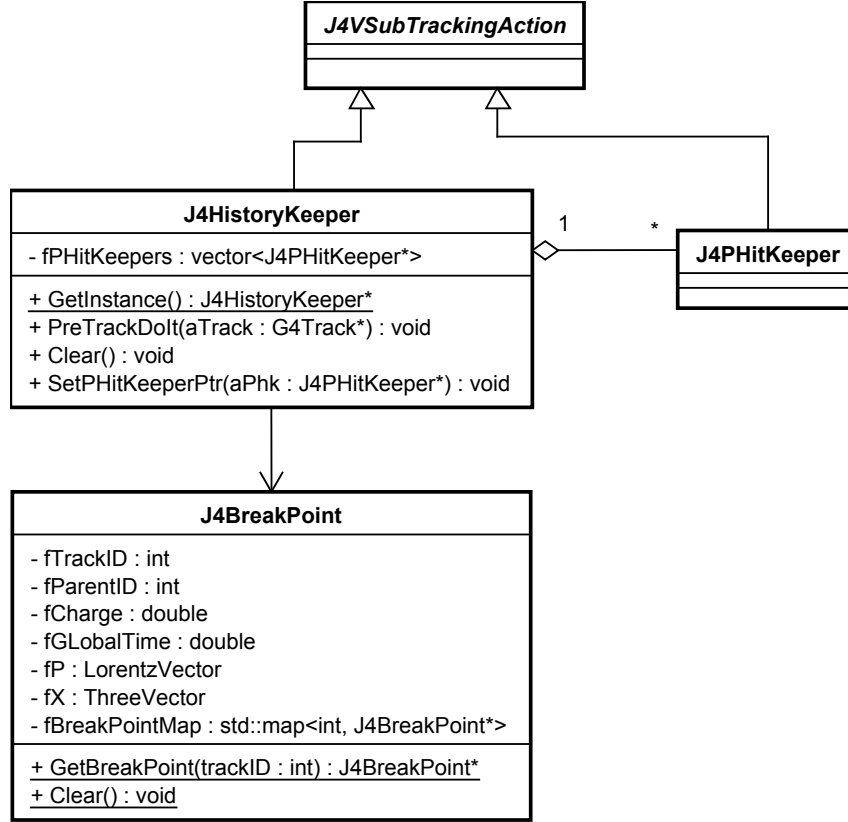 J4VSubTrackingAction
J4HistoryKeeper
- fPHitKeepers : vector<J4PHitKeeper*>
+ GetInstance() : J4HistoryKeeper*
+ PreTrackDoIt(aTrack : G4Track*) : void
+ Clear() : void
+ SetPHitKeeperPtr(aPhk : J4PHitKeeper*) : void
1
*
J4PHitKeeper
J4BreakPoint
- fTrackID : int
- fParentID : int
- fCharge : double
- fGLobalTime : double
- fP : LorentzVector
- fX : ThreeVector
- fBreakPointMap : std::map<int, J4BreakPoint*>
+ GetBreakPoint(trackID : int) : J4BreakPoint*
+ Clear() : void